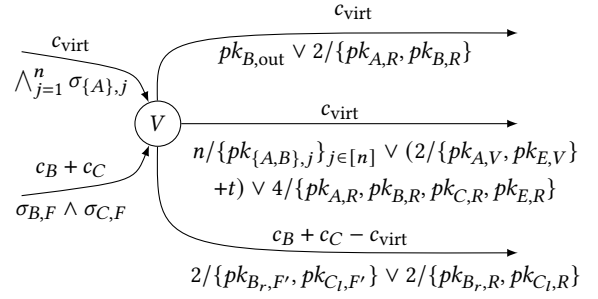 c_virt
pk_{B,out} ∨ 2/{pk_{A,R}, pk_{B,R}}
c_virt
⋀_{j=1}^n σ_{{A},j}
V
c_virt
n/{pk_{{A,B},j}}_{j∈[n]} ∨ (2/{pk_{A,V}, pk_{E,V}}
+t) ∨ 4/{pk_{A,R}, pk_{B,R}, pk_{C,R}, pk_{E,R}}
c_B + c_C
σ_{B,F} ∧ σ_{C,F}
c_B + c_C − c_virt
2/{pk_{B_r,F′}, pk_{C_l,F′}} ∨ 2/{pk_{B_r,R}, pk_{C_l,R}}